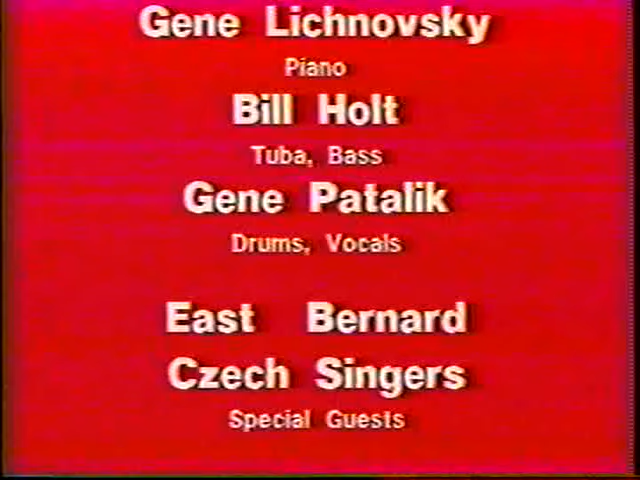 Gene Lichnovsky
Piano
Bill Holt
Tuba, Bass
Gene Patalik
Drums, Vocals
East Bernard
Czech Singers
Special Guests